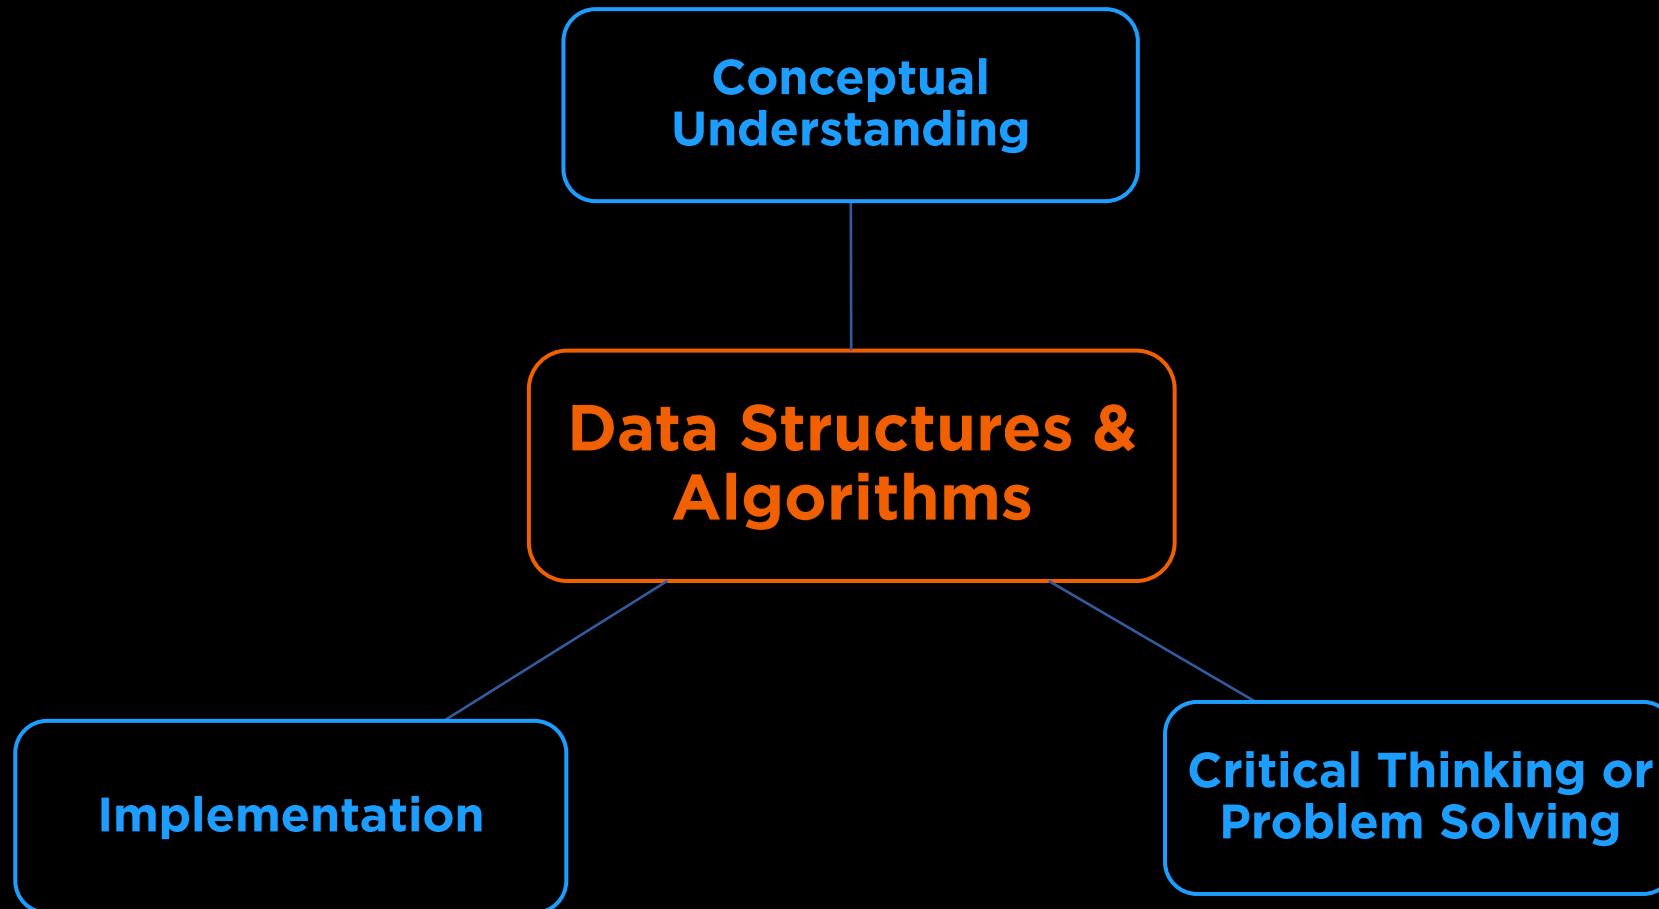 Conceptual
Understanding
Data Structures &
Algorithms
Implementation
Critical Thinking or
Problem Solving